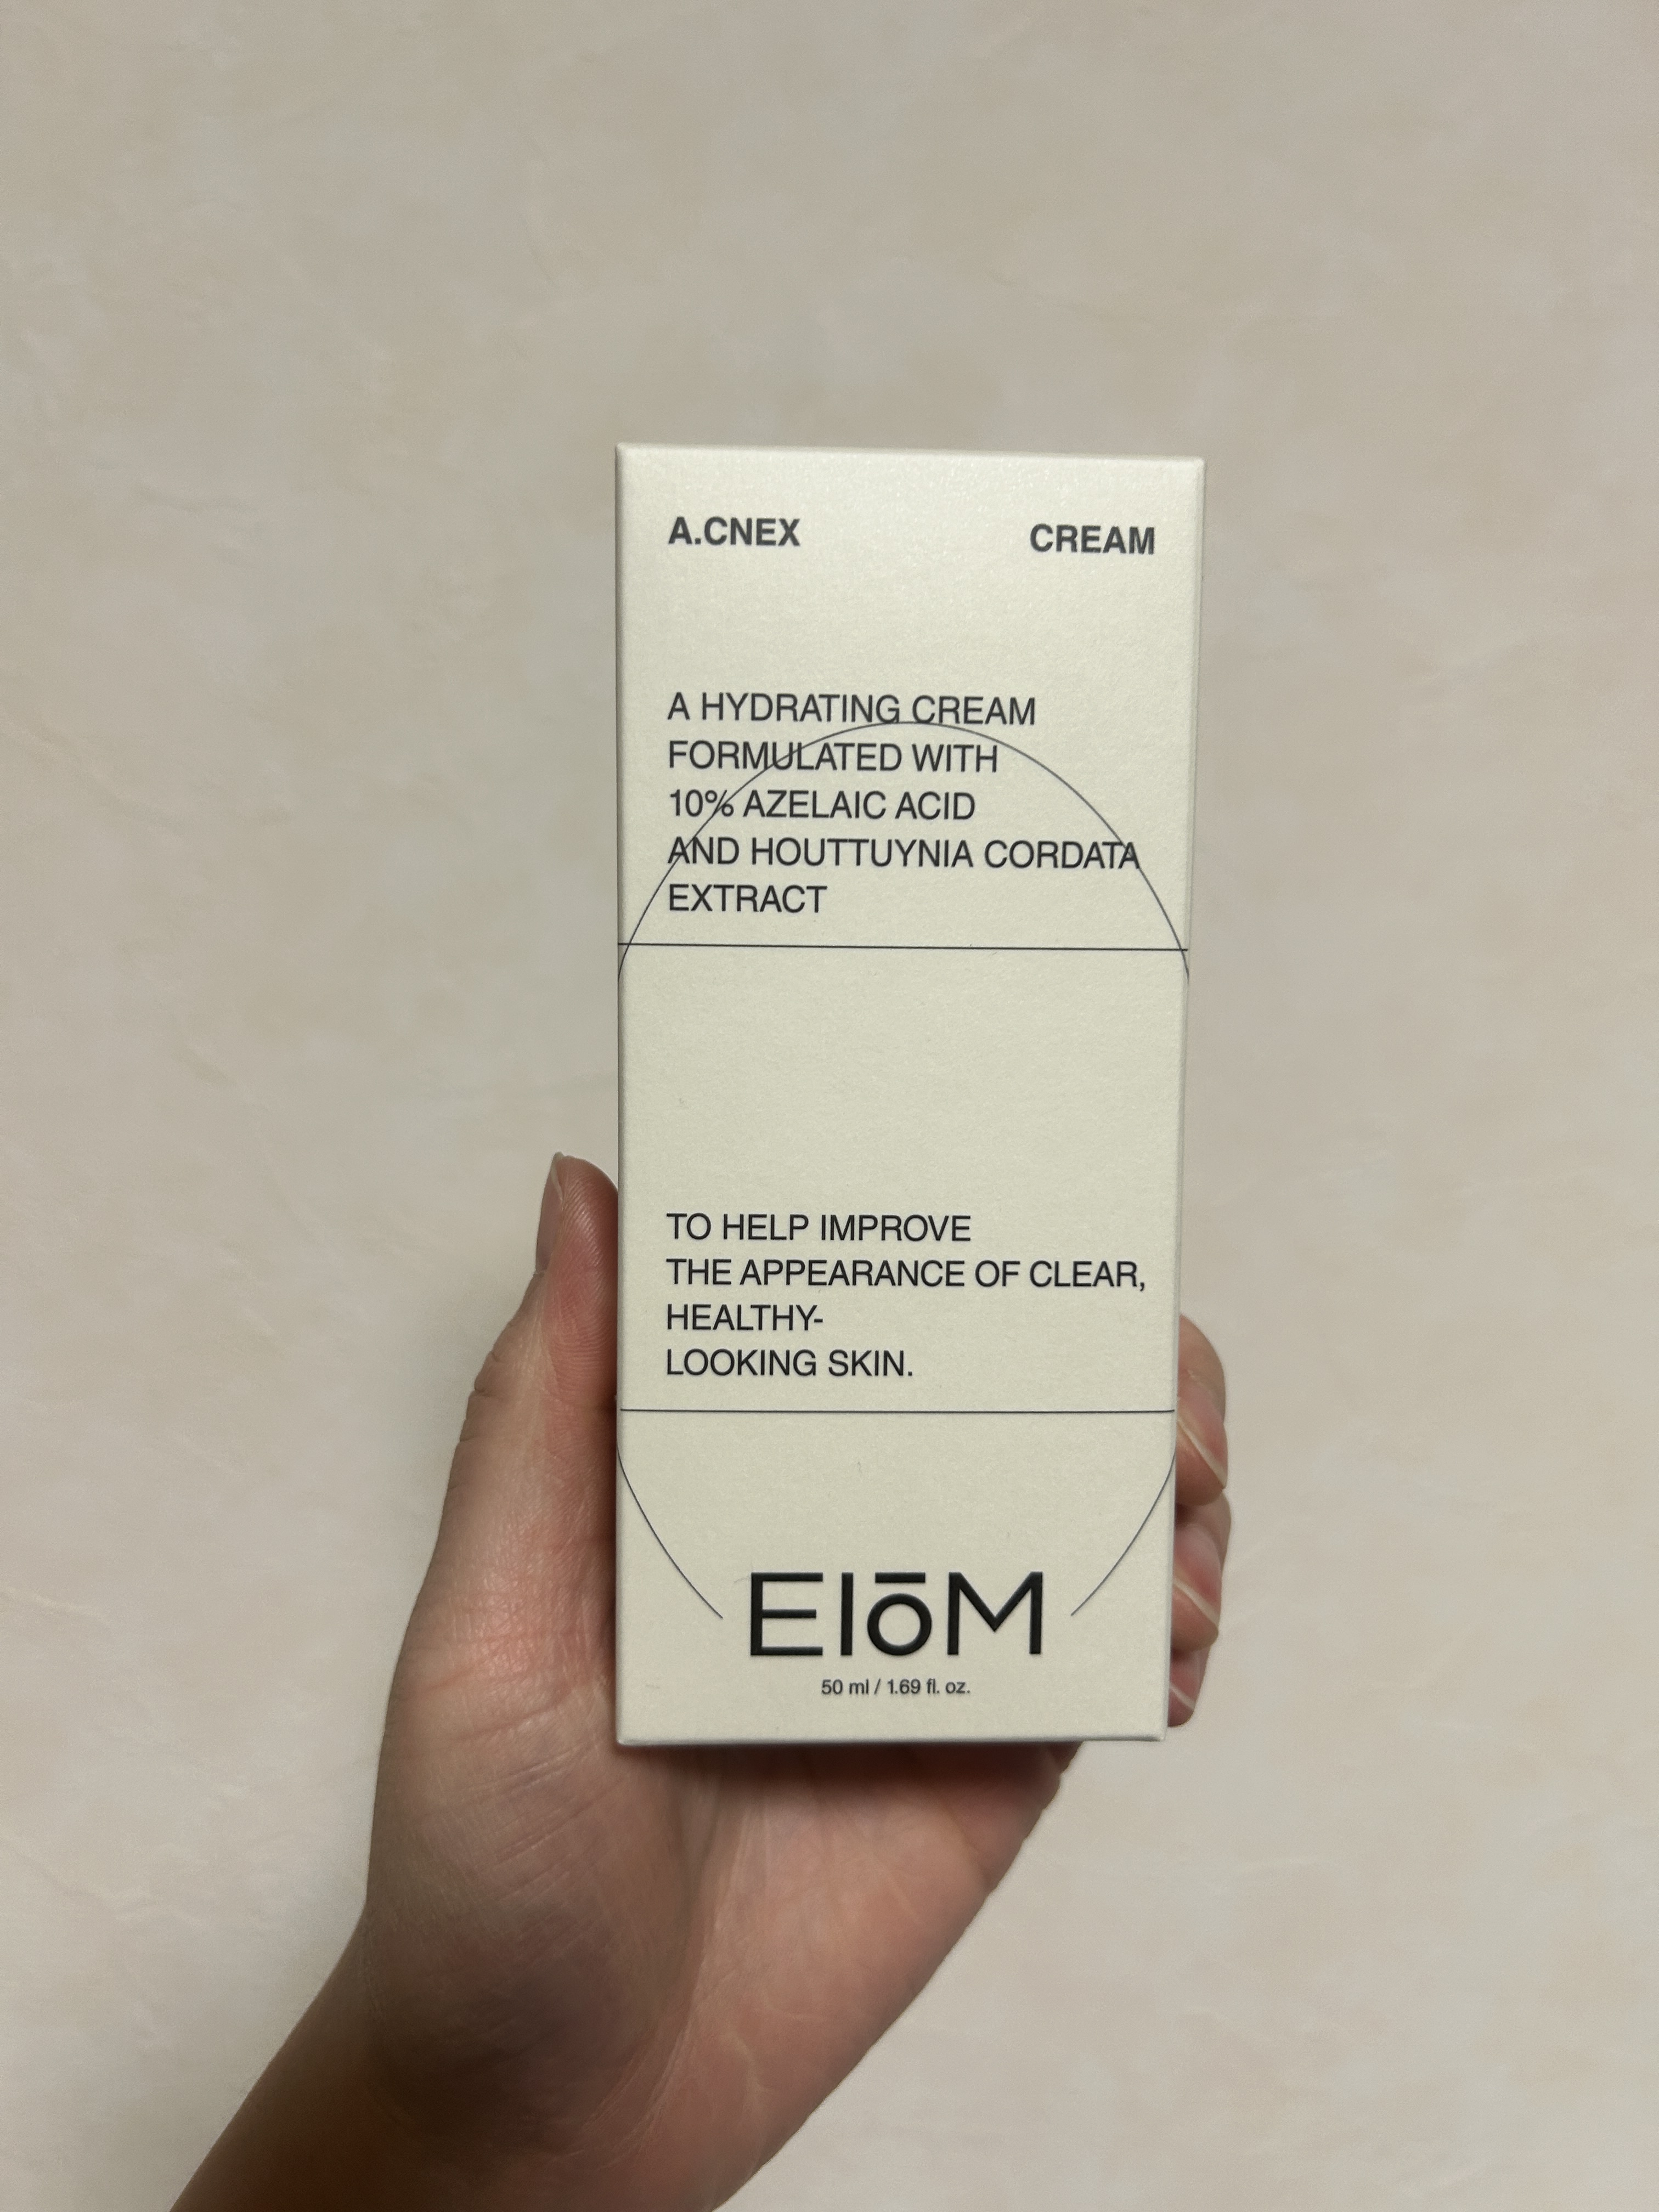 A.CNEX CREAM
A HYDRATING CREAM
FORMULATED WITH
10% AZELAIC ACID
AND HOUTTUYNIA CORDATA
EXTRACT
TO HELP IMPROVE
THE APPEARANCE OF CLEAR,
HEALTHY-
LOOKING SKIN.
EIōM
50 ml / 1.69 fl. oz.